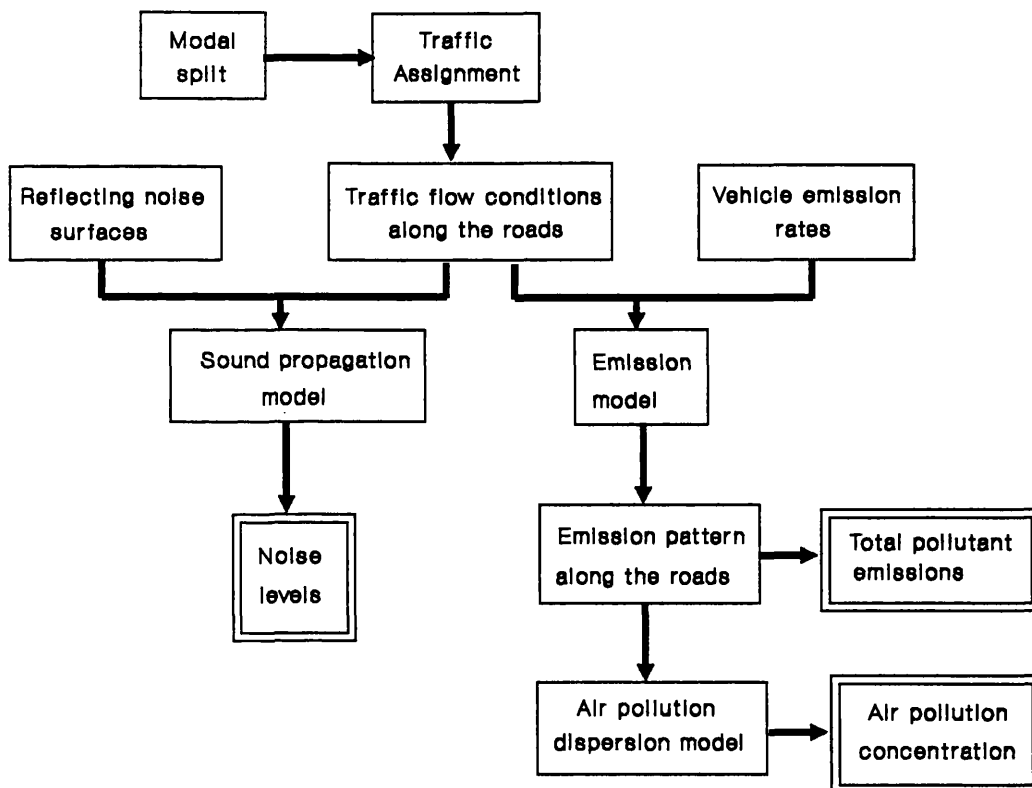 Modal
split
Traffic
Assignment
Reflecting noise
surfaces
Traffic flow conditions
along the roads
Vehicle emission
rates
Sound propagation
model
Emission
model
Noise
levels
Emission pattern
along the roads
Total pollutant
emissions
Air pollution
dispersion model
Air pollution
concentration